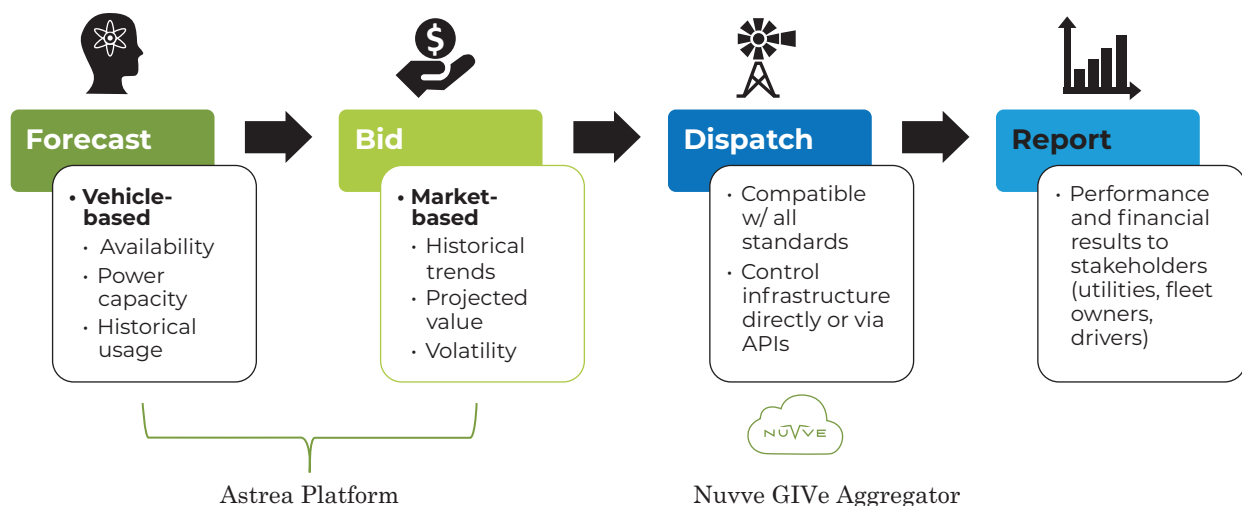 $
Forecast
• Vehicle-
based
· Availability
· Power
capacity
· Historical
usage
Bid
• Market-
based
· Historical
trends
· Projected
value
· Volatility
Dispatch
· Compatible
w/ all
standards
· Control
infrastructure
directly or via
APIs
Report
· Performance
and financial
results to
stakeholders
(utilities, fleet
owners,
drivers)
NUVVE
Astrea Platform
Nuvve GIVe Aggregator